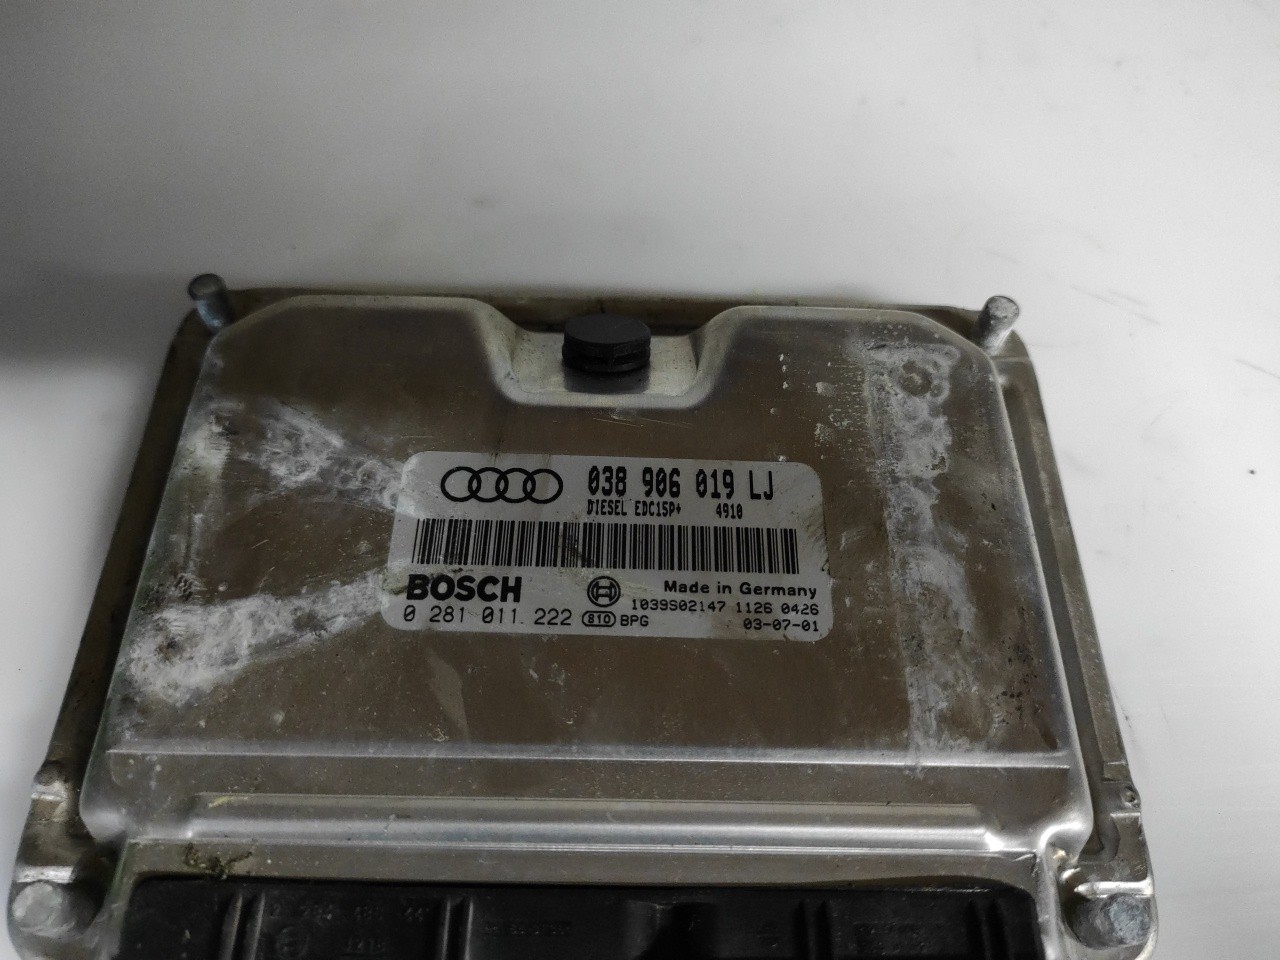 038 906 019 LJ
DIESEL EDC15P+ 4910
BOSCH
Made in Germany
1039S02147 1126 0426
0 281 011 222 810 BPG
03-07-01